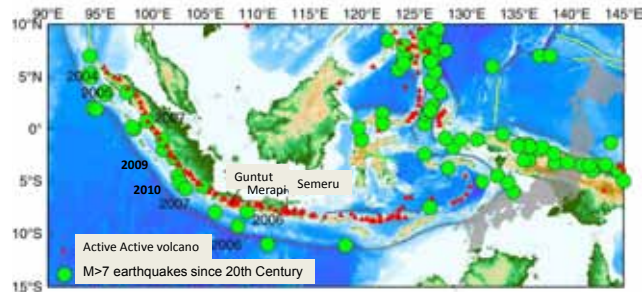 90°E 95°E 100°E 105°E 110°E 115°E 120°E 125°E 130°E 135°E 140°E 145°E
10°N
5°N
2004
2005
2007
0°
2009
Guntut
Merapi
Semeru
5°S
2010
2007
2006
10°S
2006
Active Active volcano
M>7 earthquakes since 20th Century
15°S